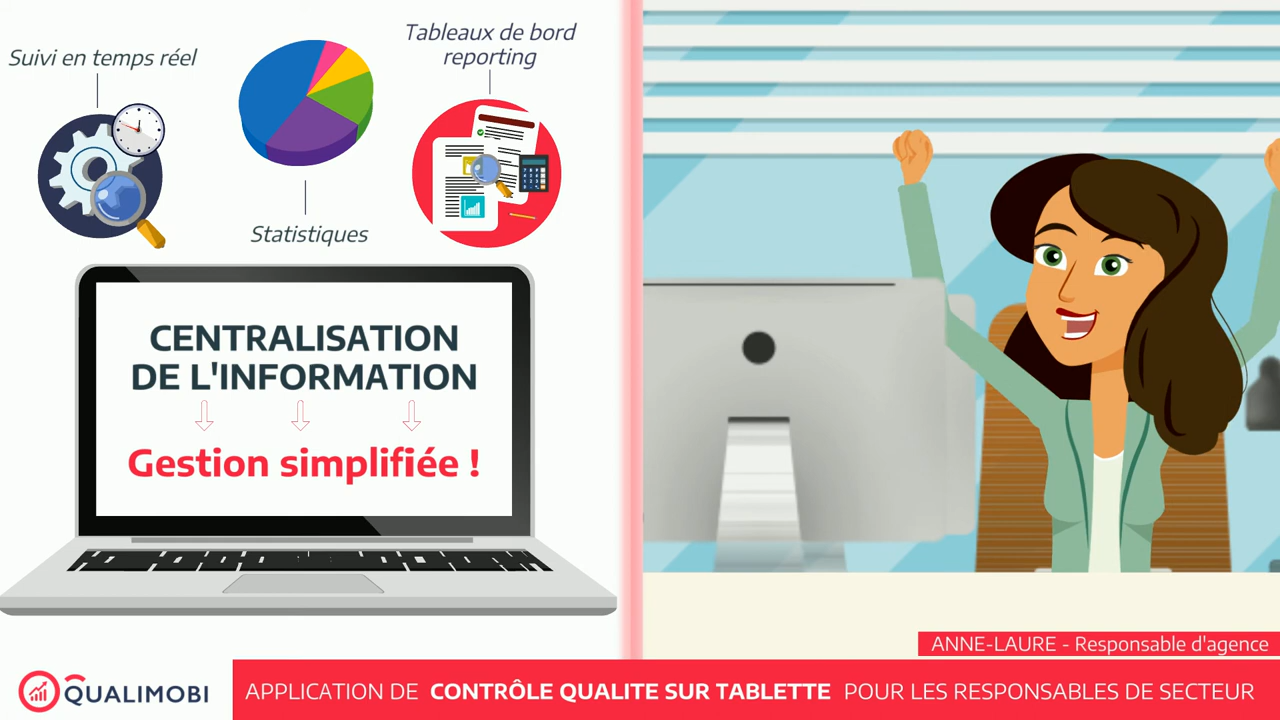 Suivi en temps réel
Tableaux de bord
reporting
Statistiques
CENTRALISATION
DE L'INFORMATION
Gestion simplifiée !
ANNE-LAURE - Responsable d'agence
QUALIMOBI
APPLICATION DE CONTRÔLE QUALITE SUR TABLETTE POUR LES RESPONSABLES DE SECTEUR